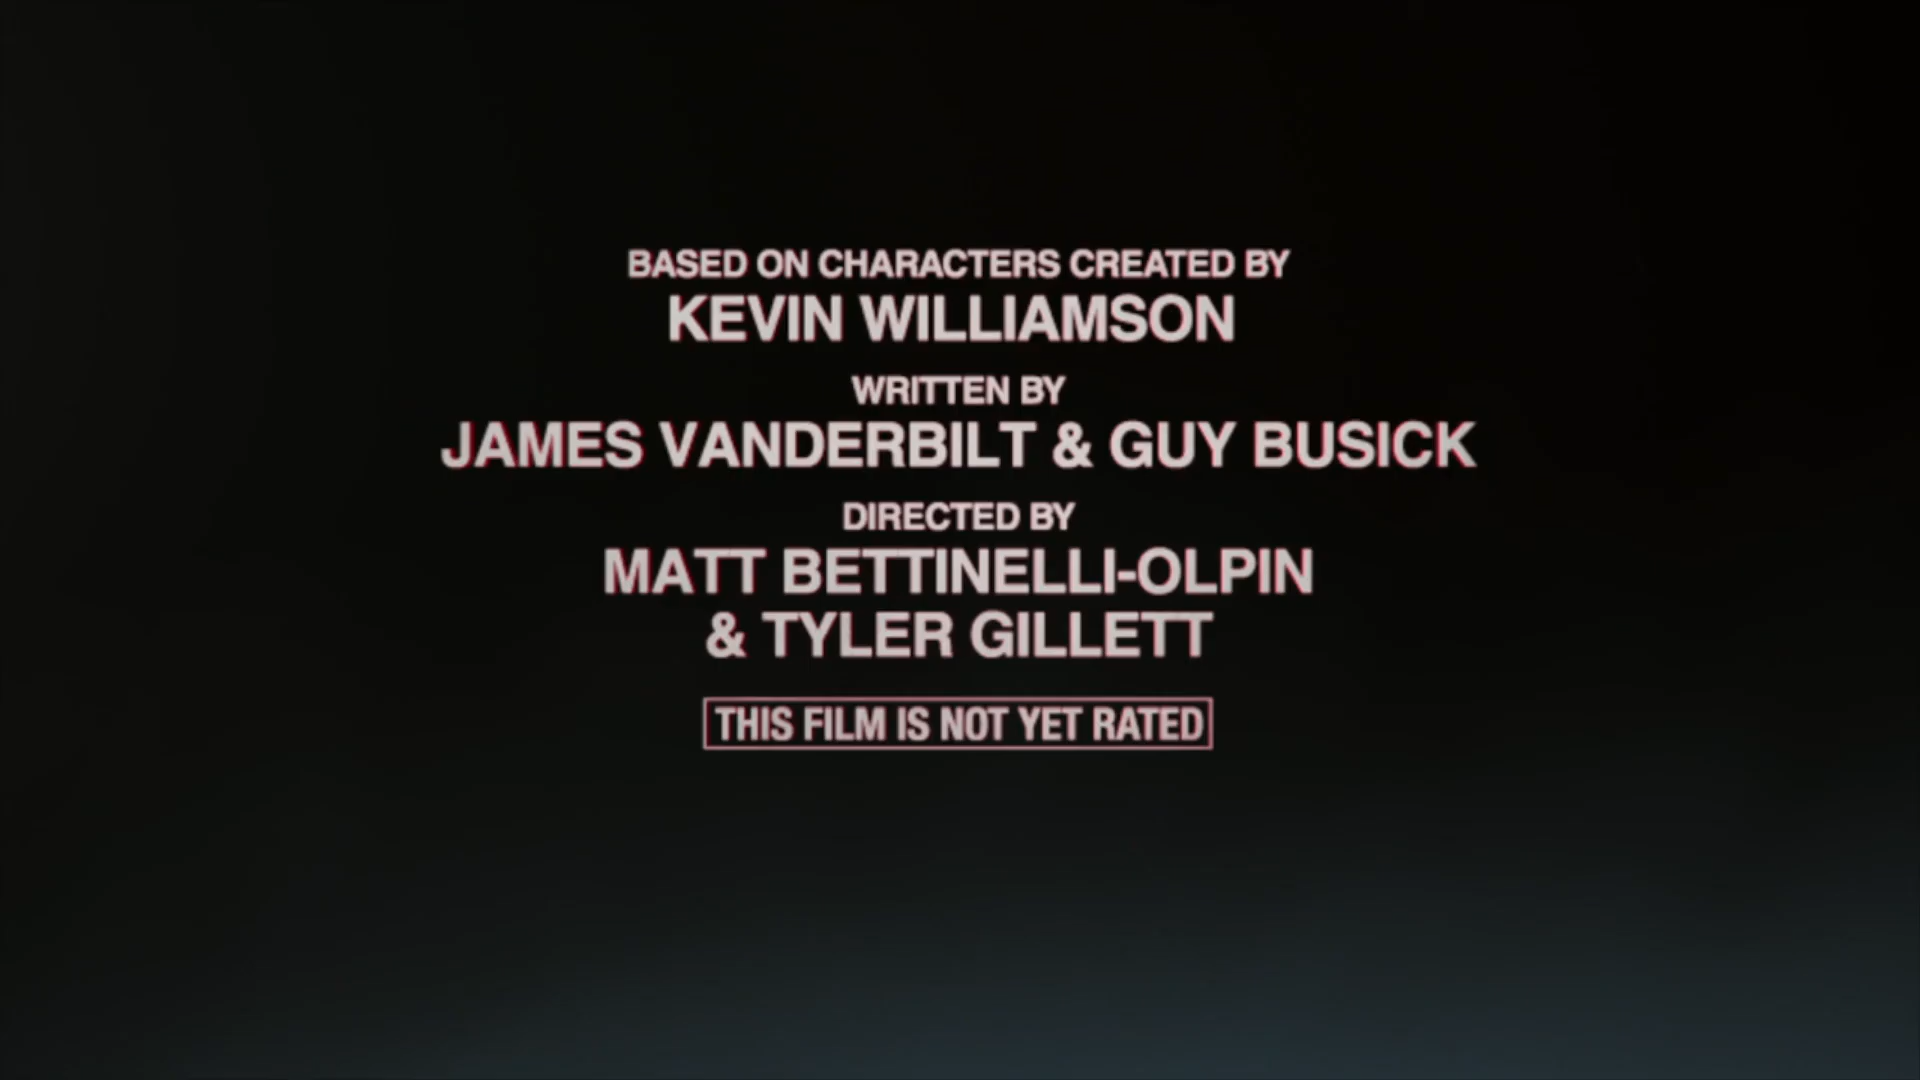 BASED ON CHARACTERS CREATED BY
KEVIN WILLIAMSON
WRITTEN BY
JAMES VANDERBILT & GUY BUSICK
DIRECTED BY
MATT BETTINELLI-OLPIN
& TYLER GILLETT
THIS FILM IS NOT YET RATED